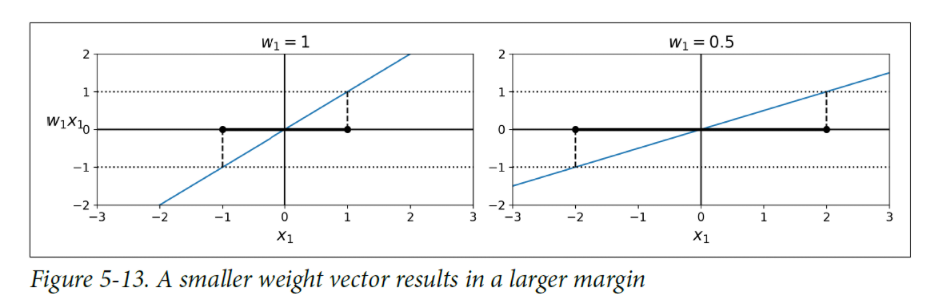 w₁ = 1
w₁ = 0.5
2
1
w₁x₁ 0
−1
−2
−3 −2 −1 0 1 2 3
x₁
2
1
0
−1
−2
−3 −2 −1 0 1 2 3
x₁
Figure 5-13. A smaller weight vector results in a larger margin